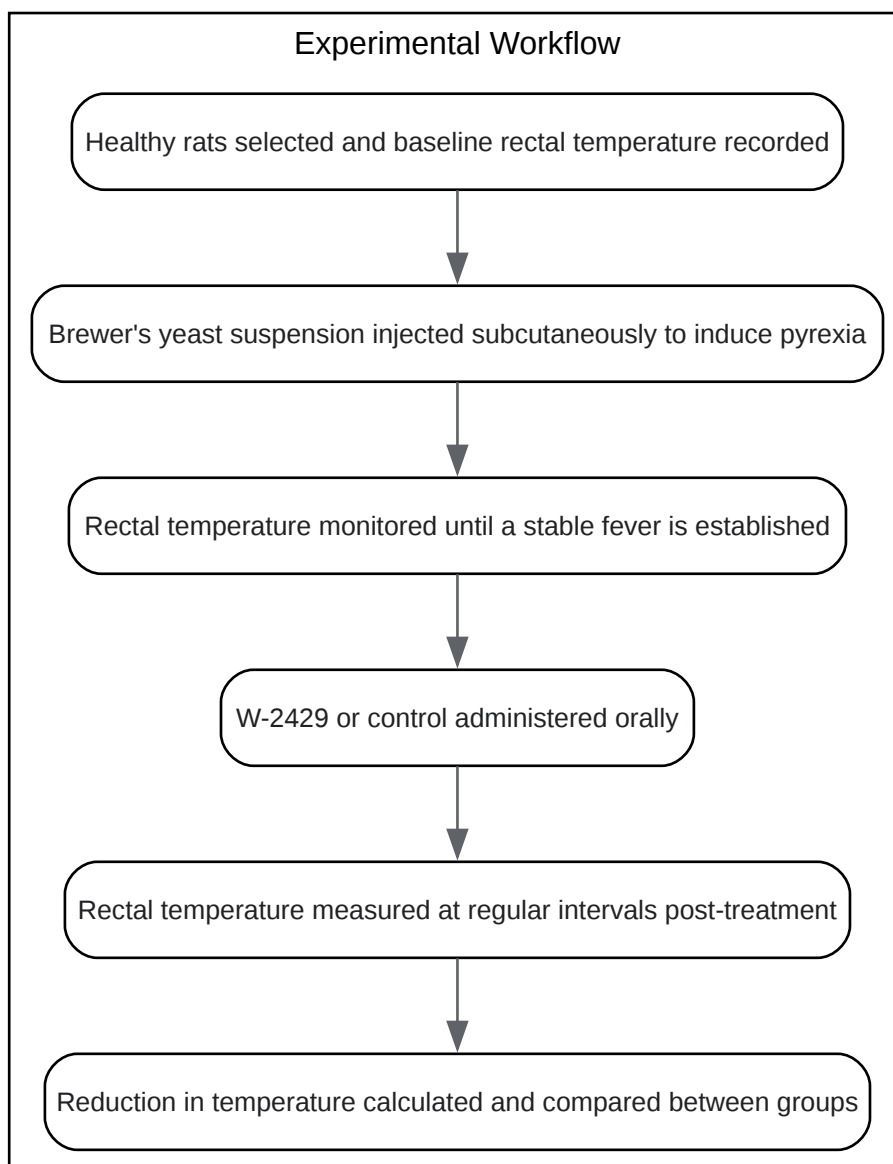 Experimental Workflow
Healthy rats selected and baseline rectal temperature recorded
Brewer's yeast suspension injected subcutaneously to induce pyrexia
Rectal temperature monitored until a stable fever is established
W-2429 or control administered orally
Rectal temperature measured at regular intervals post-treatment
Reduction in temperature calculated and compared between groups